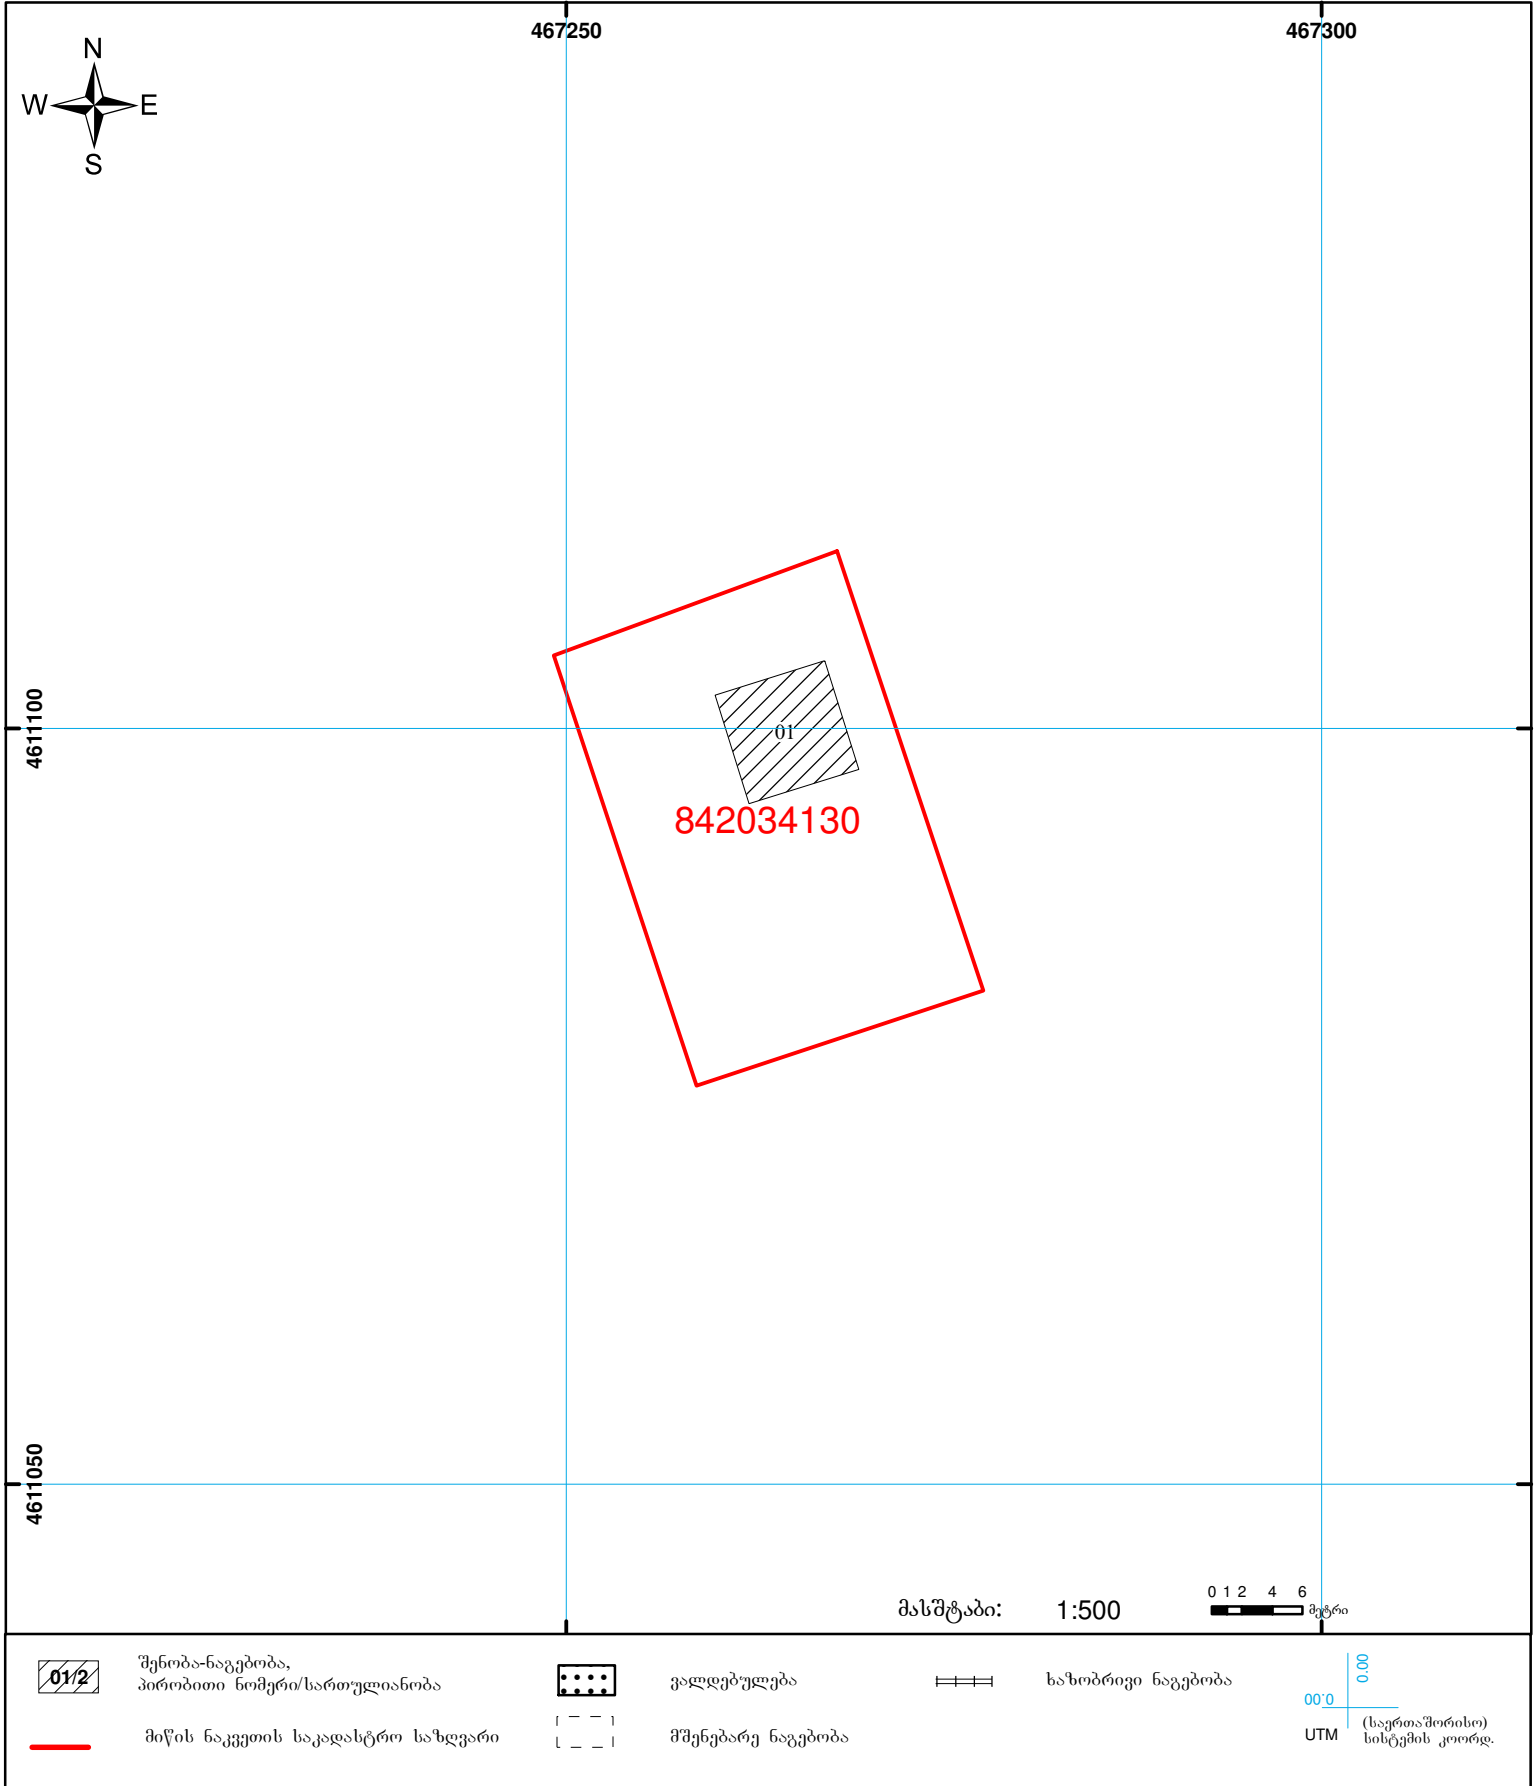 467250
467300
N
W
E
S
4611100
01
842034130
4611050
მასშტაბი: 1:500
0 1 2 4 6
მეტრი
01/2
შენობა-ნაგებობა,
პირობითი ნომერი/სართულიანობა
ვალდებულება
ხაზობრივი ნაგებობა
0.00
00.0
მიწის ნაკვეთის საკადასტრო საზღვარი
მშენებარე ნაგებობა
UTM
(საერთაშორისო)
სისტემის კოორდ.